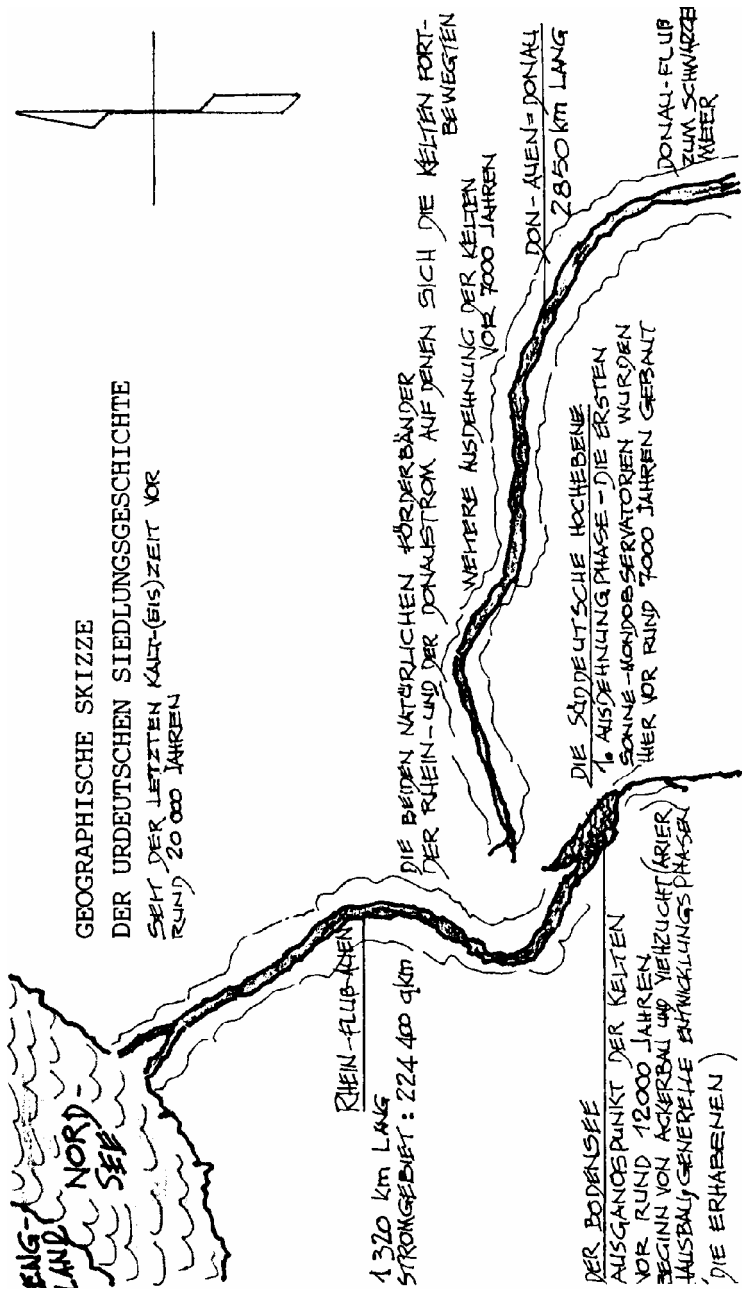 GEOGRAPHISCHE SKIZZE
DER URDEUTSCHEN SIEDLUNGSGESCHICHTE
SEIT DER LETZTEN KALT-(EIS)ZEIT VOR
RUND 20 000 JAHREN
ENG-
LAND
NORD-
SEE
RHEIN-FLUß-AUEN
1320 km LANG
STROMGEBIET: 224 400 qkm
DIE BEIDEN NATÜRLICHEN FÖRDERBÄNDER
DER RHEIN-UND DER DONAUSTROM AUF DENEN SICH DIE KELTEN FORT-
BEWEGTEN
WEITERE AUSDEHNUNG DER KELTEN
VOR 7000 JAHREN
DON-AUEN=DONAU
2850 km LANG
DONAU-FLUß
ZUM SCHWARZE
MEER
DIE SÜDDEUTSCHE HOCHEBENE
1. AUSDEHNUNGPHASE-DIE ERSTEN
SONNE-MONDOBSERVATORIEN WURDEN
HIER VOR RUND 7000 JAHREN GEBAUT
DER BODENSEE
AUSGANGSPUNKT DER KELTEN
VOR RUND 12000 JAHREN
BEGINN VON ACKERBAU UND VIEHZUCHT (ARIER,
HAUSBAU, GENERELLE ENTWICKLUNGSPHASEN
'DIE ERHABENEN)